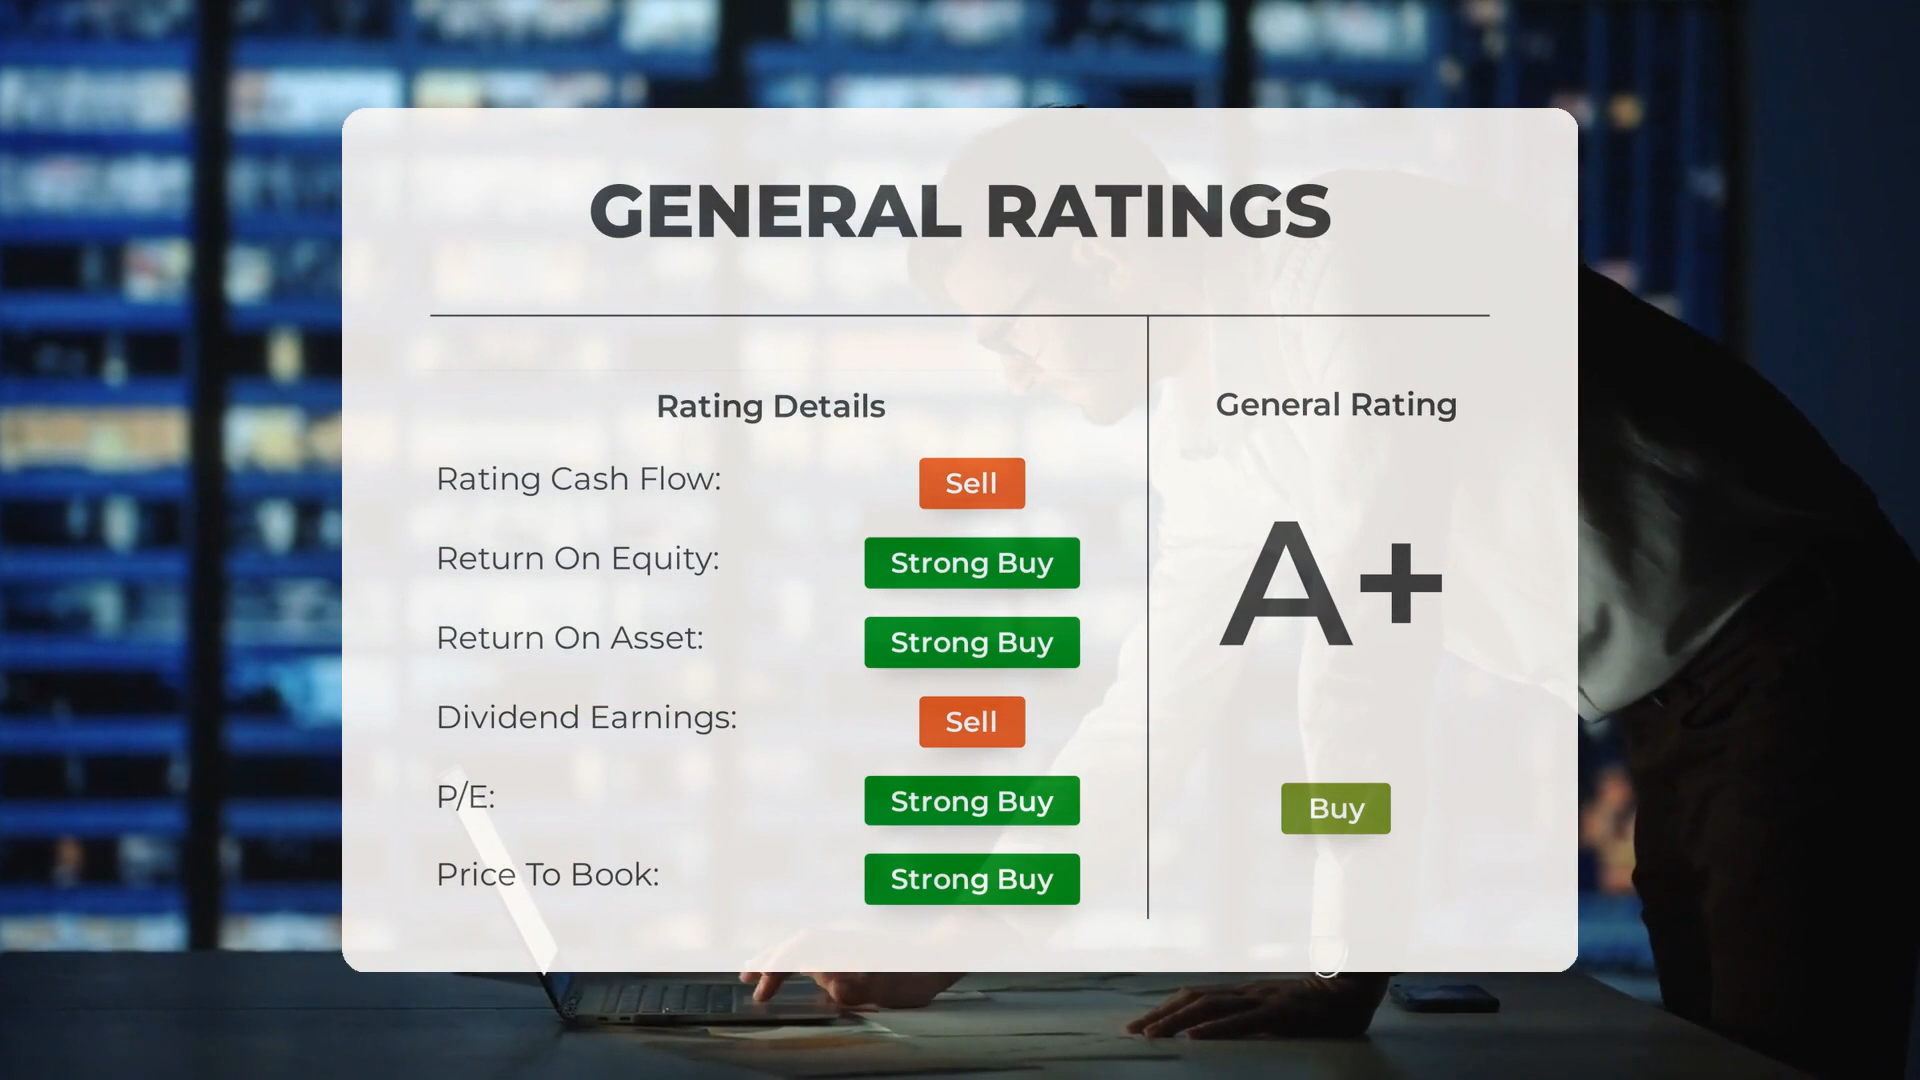 GENERAL RATINGS
Rating Details
Rating Cash Flow: Sell
Return On Equity: Strong Buy
Return On Asset: Strong Buy
Dividend Earnings: Sell
P/E: Strong Buy
Price To Book: Strong Buy
General Rating
A+
Buy